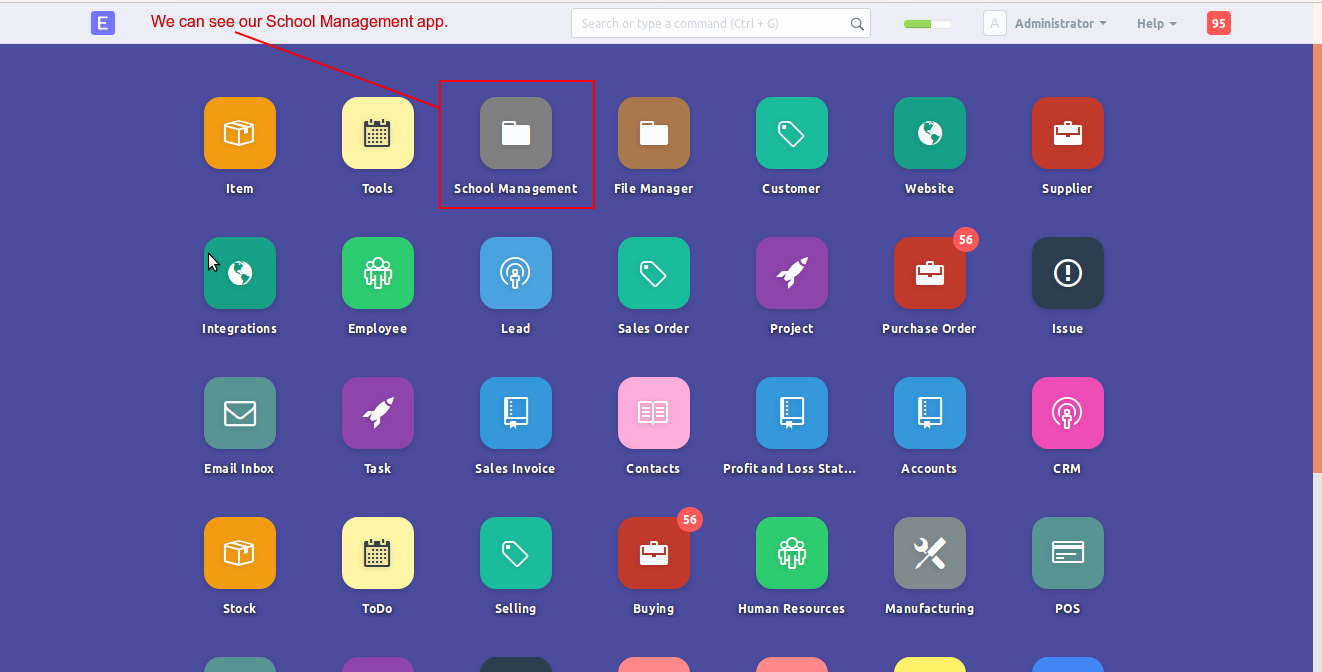 E
We can see our School Management app.
Search or type a command (Ctrl + G)
A
Administrator
Help
95
Item
Tools
School Management
File Manager
Customer
Website
Supplier
56
Integrations
Employee
Lead
Sales Order
Project
Purchase Order
Issue
Email Inbox
Task
Sales Invoice
Contacts
Profit and Loss Stat...
Accounts
CRM
56
Stock
ToDo
Selling
Buying
Human Resources
Manufacturing
POS